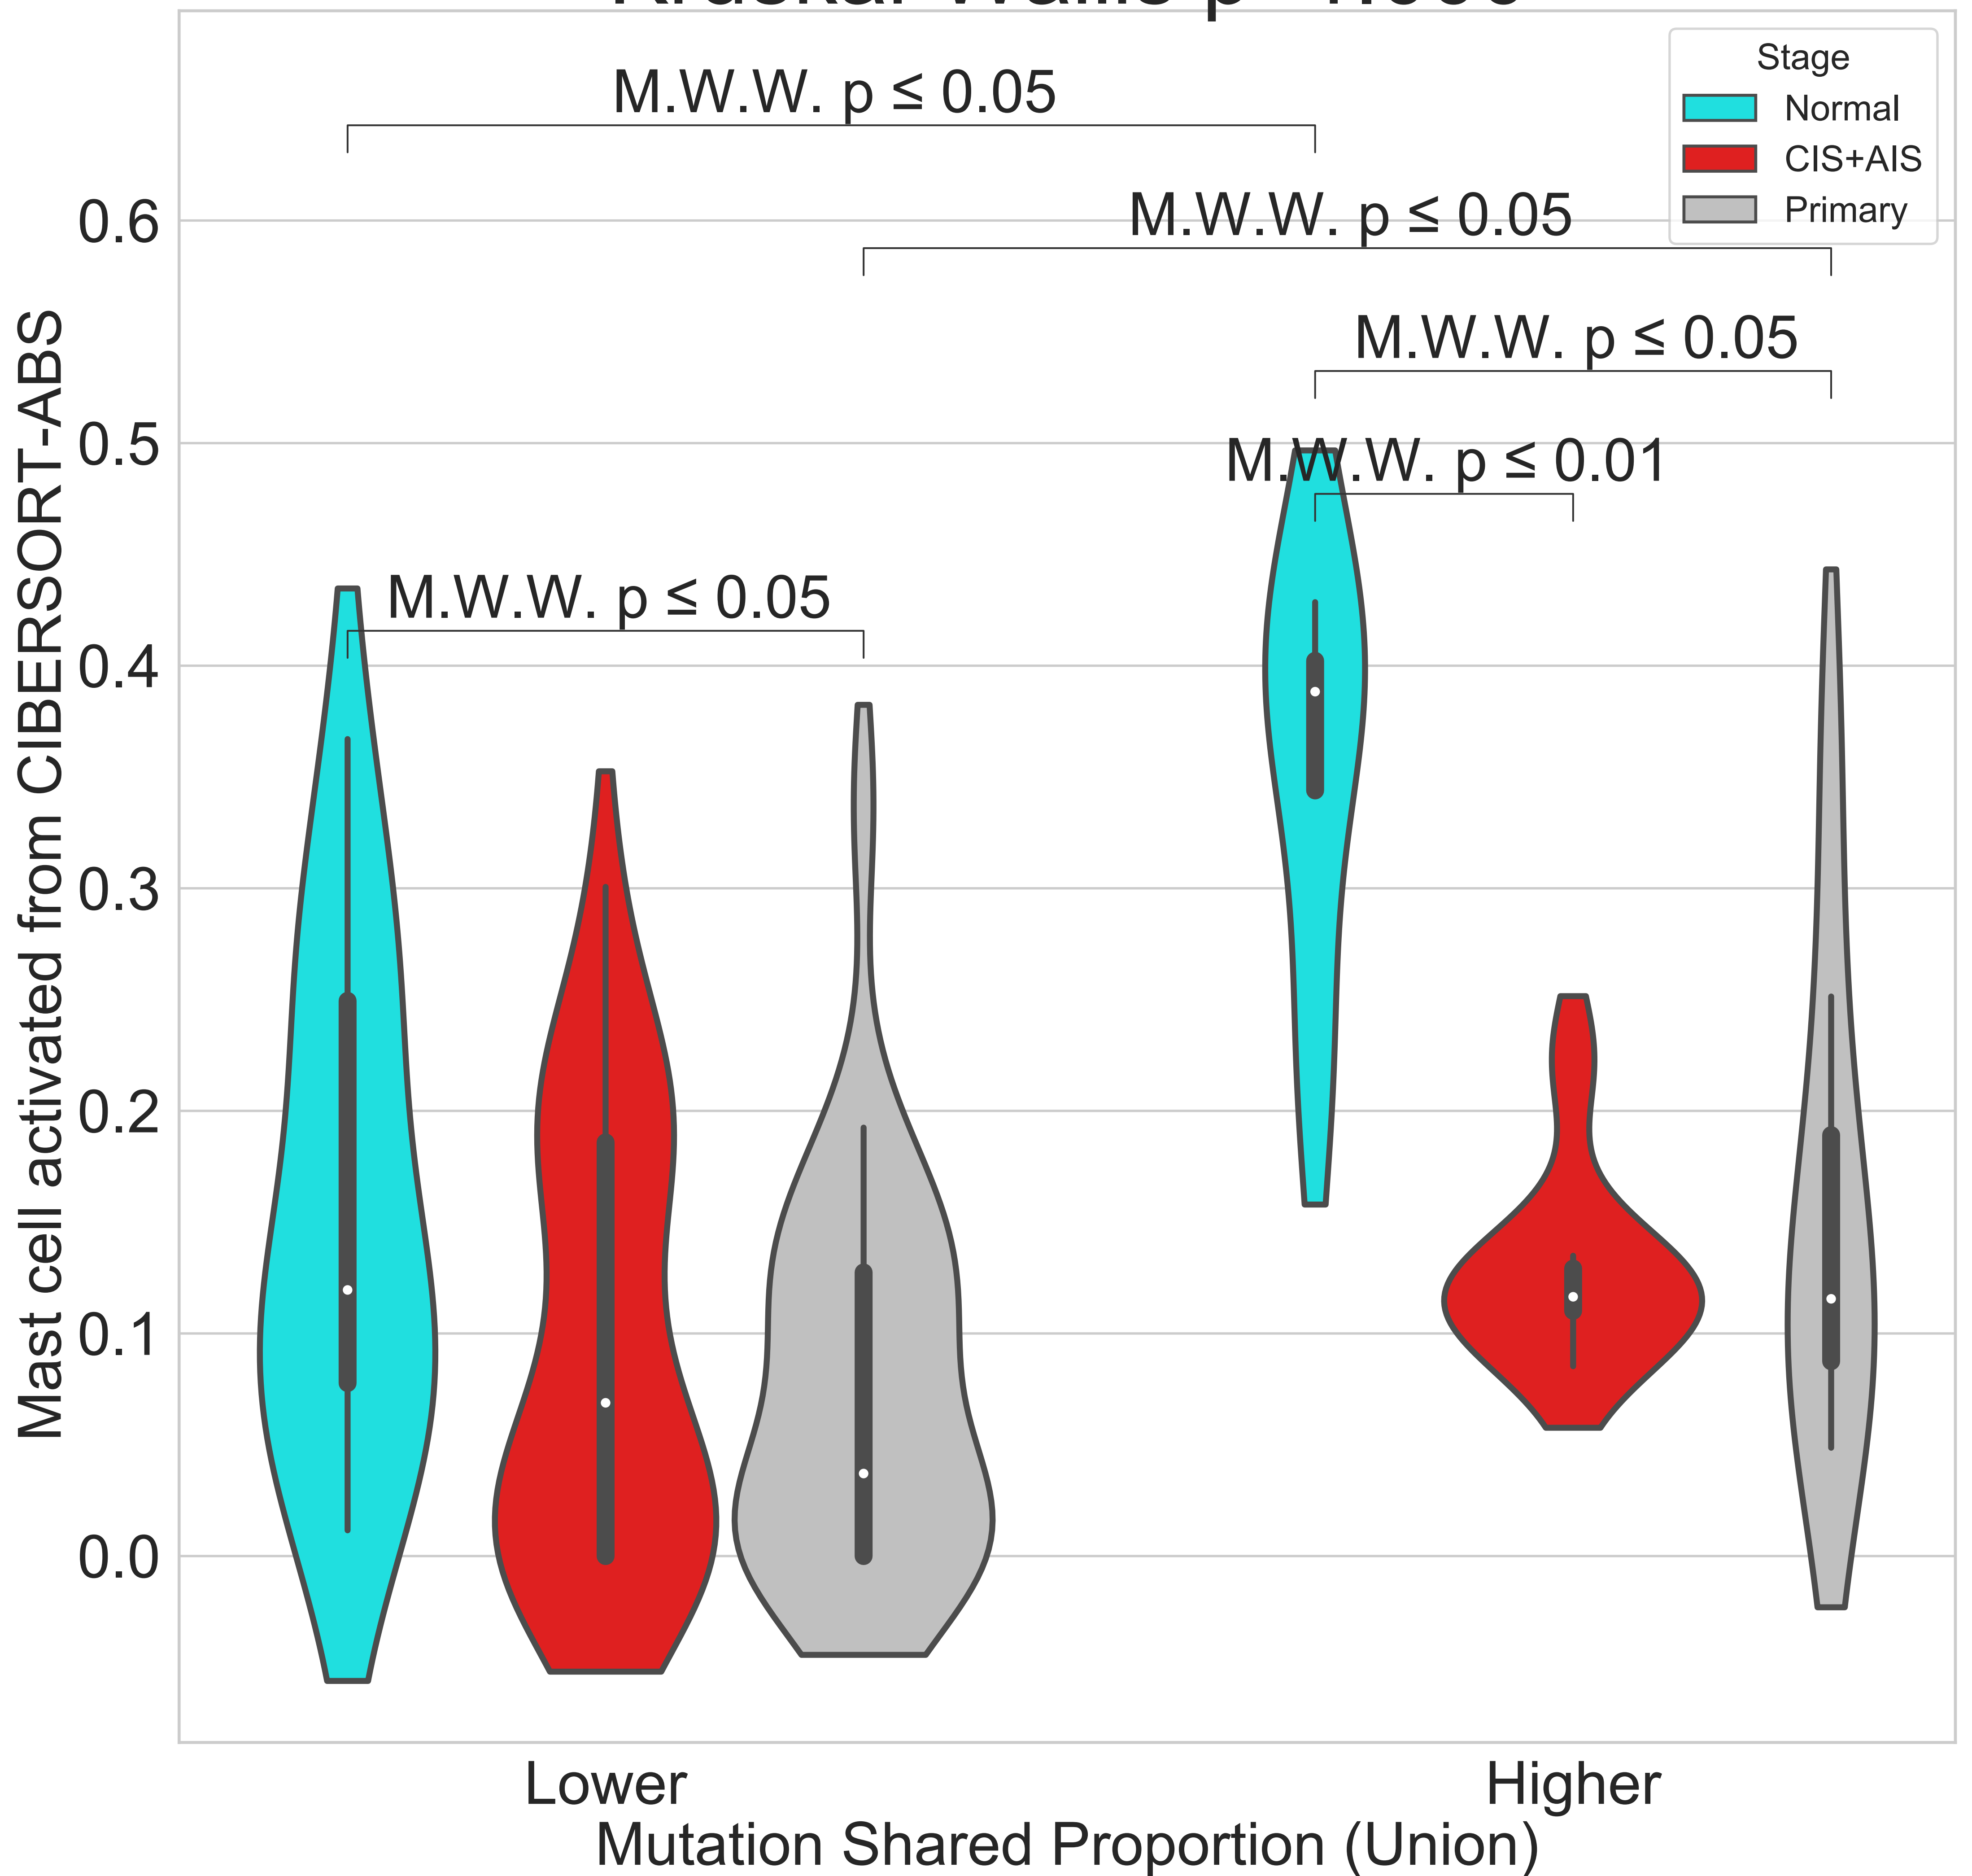 M.W.W. p ≤ 0.05
Stage
Normal
CIS+AIS
Primary
M.W.W. p ≤ 0.05
M.W.W. p ≤ 0.05
M.W.W. p ≤ 0.01
M.W.W. p ≤ 0.05
Mast cell activated from CIBERSORT-ABS
0.6
0.5
0.4
0.3
0.2
0.1
0.0
Lower
Higher
Mutation Shared Proportion (Union)